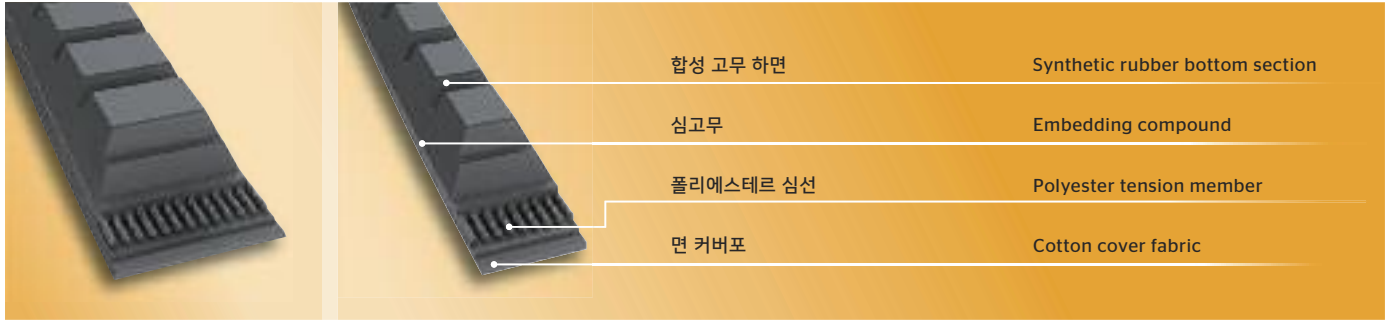 합성 고무 하면 Synthetic rubber bottom section
심고무 Embedding compound
폴리에스테르 심선 Polyester tension member
면 커버포 Cotton cover fabric